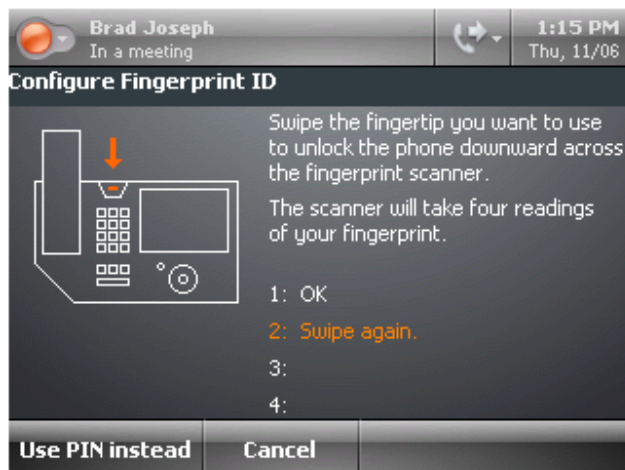 Brad Joseph
In a meeting
1:15 PM
Thu, 11/06
Configure Fingerprint ID
Swipe the fingertip you want to use
to unlock the phone downward across
the fingerprint scanner.
The scanner will take four readings
of your fingerprint.
1: OK
2: Swipe again.
3:
4:
Use PIN instead
Cancel